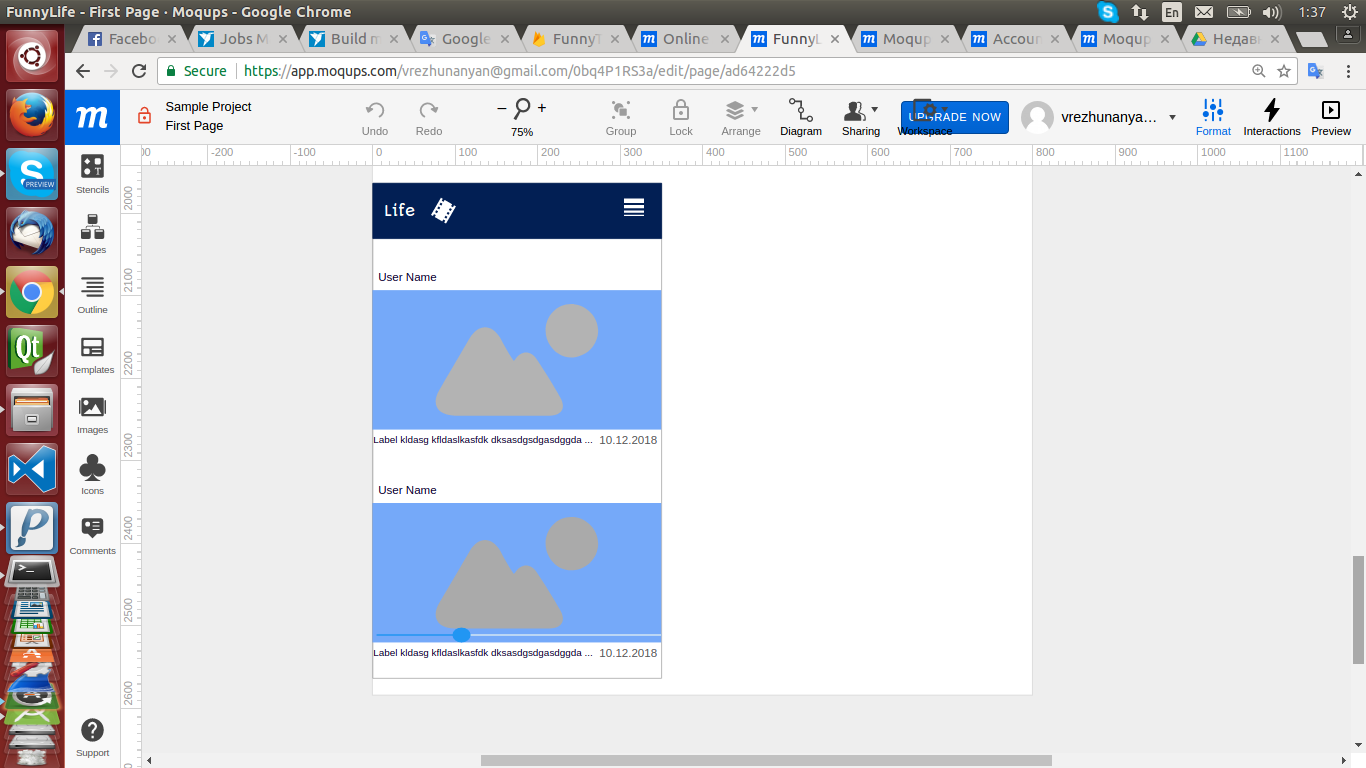 FunnyLife - First Page · Moqups - Google Chrome
En
1:37
Facebo
Jobs M
Build m
Google
FunnyT
Online
FunnyL
Moqup
Accoun
Moqup
Недав
Secure
https://app.moqups.com/vrezhunanyan@gmail.com/0bq4P1RS3a/edit/page/ad64222d5
m
Sample Project
First Page
Undo
Redo
– +
75%
Group
Lock
Arrange
Diagram
Sharing
UPGRADE NOW
Workspace
vrezhunanya...
Format
Interactions
Preview
00 -200 -100 0 100 200 300 400 500 600 700 800 900 1000 1100
Stencils
Pages
Outline
Templates
Images
Icons
Comments
Support
2000
2100
2200
2300
2400
2500
2600
PREVIEW
Qt
Life
User Name
Label kldasg kfldaslkasfdk dksasdgsdgasdggda ... 10.12.2018
User Name
Label kldasg kfldaslkasfdk dksasdgsdgasdggda ... 10.12.2018